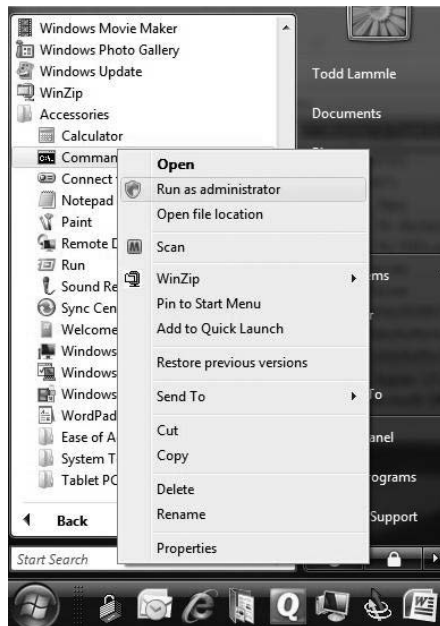 Windows Movie Maker
Windows Photo Gallery
Windows Update
WinZip
Accessories
Calculator
Comman
Connect
Notepad
Paint
Remote D
Run
Sound Re
Sync Cen
Welcome
Windows
Windows
Windows
WordPad
Ease of A
System T
Tablet PC
Back
Start Search
Open
Run as administrator
Open file location
Scan
WinZip
Pin to Start Menu
Add to Quick Launch
Restore previous versions
Send To
Cut
Copy
Delete
Rename
Properties
Todd Lammle
Documents
ms
To
anel
ograms
Support